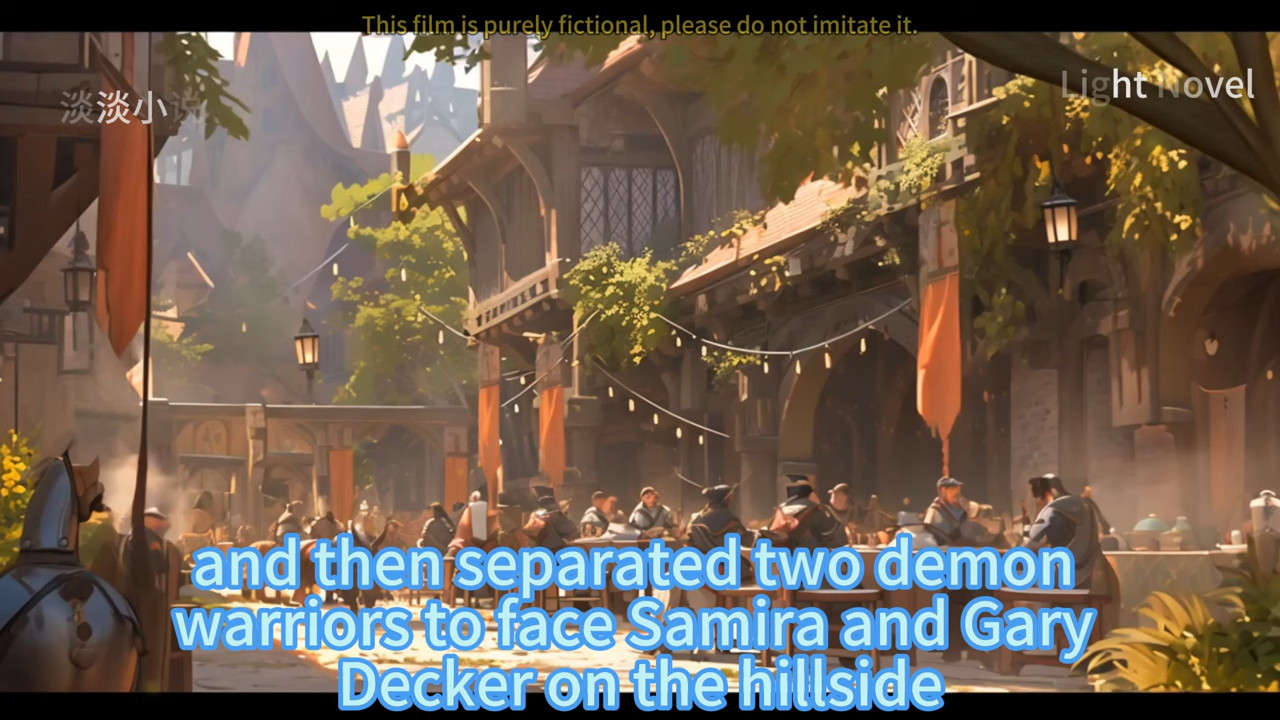 This film is purely fictional, please do not imitate it.
淡淡小说
Light Novel
and then separated two demon
warriors to face Samira and Gary
Decker on the hillside